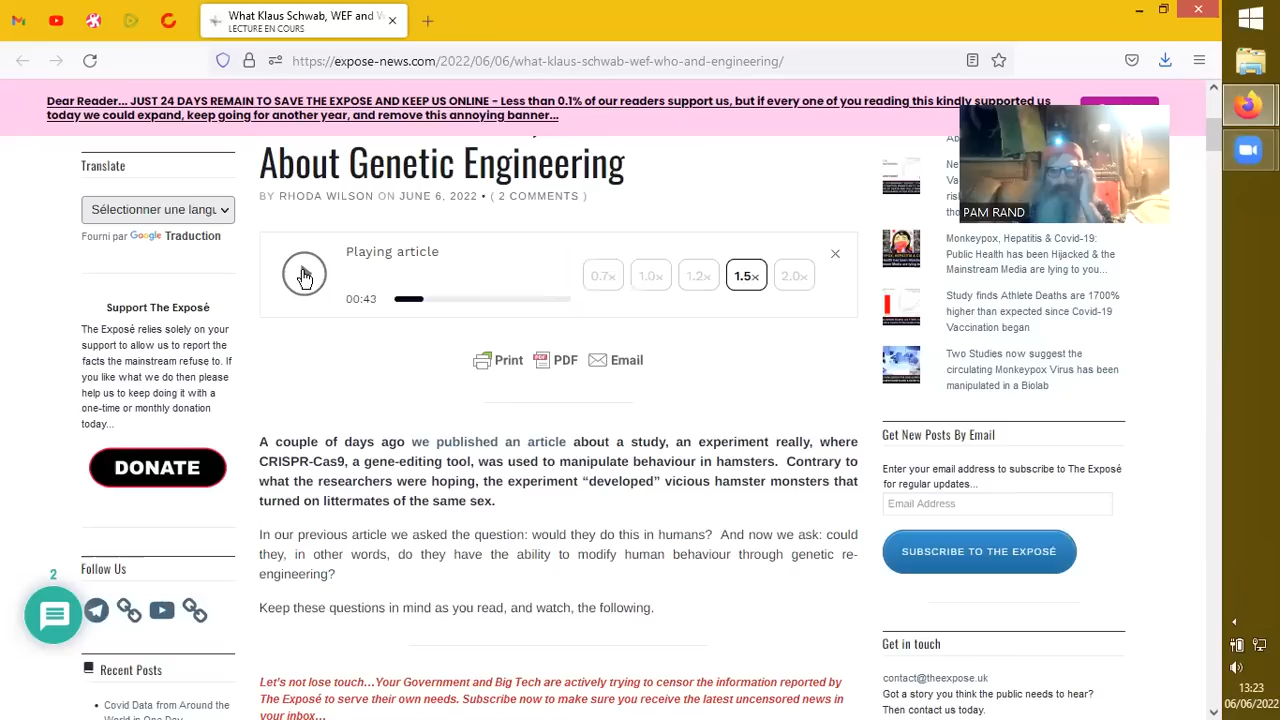 What Klaus Schwab, WEF and W
LECTURE EN COURS
https://expose-news.com/2022/06/06/what-klaus-schwab-wef-who-and-engineering/
Dear Reader... JUST 24 DAYS REMAIN TO SAVE THE EXPOSE AND KEEP US ONLINE - Less than 0.1% of our readers support us, but if every one of you reading this kindly supported us
today we could expand, keep going for another year, and remove this annoying banner...
Translate
Sélectionner une langu
Fourni par Google Traduction
Support The Exposé
The Exposé relies solely on your
support to allow us to report the
facts the mainstream refuse to. If
you like what we do then please
help us to keep doing it with a
one-time or monthly donation
today...
DONATE
Follow Us
2
Recent Posts
Covid Data from Around the
World in One Day
About Genetic Engineering
BY RHODA WILSON ON JUNE 6, 2022 • ( 2 COMMENTS )
Playing article
00:43
0.7x
1.0x
1.2x
1.5x
2.0x
Print
PDF
Email
A couple of days ago we published an article about a study, an experiment really, where
CRISPR-Cas9, a gene-editing tool, was used to manipulate behaviour in hamsters. Contrary to
what the researchers were hoping, the experiment “developed” vicious hamster monsters that
turned on littermates of the same sex.
In our previous article we asked the question: would they do this in humans? And now we ask: could
they, in other words, do they have the ability to modify human behaviour through genetic re-
engineering?
Keep these questions in mind as you read, and watch, the following.
Let's not lose touch...Your Government and Big Tech are actively trying to censor the information reported by
The Exposé to serve their own needs. Subscribe now to make sure you receive the latest uncensored news in
your inbox...
PAM RAND
Monkeypox, Hepatitis & Covid-19:
Public Health has been Hijacked & the
Mainstream Media are lying to you...
Study finds Athlete Deaths are 1700%
higher than expected since Covid-19
Vaccination began
Two Studies now suggest the
circulating Monkeypox Virus has been
manipulated in a Biolab
Get New Posts By Email
Enter your email address to subscribe to The Exposé
for regular updates...
Email Address
SUBSCRIBE TO THE EXPOSÉ
Get in touch
contact@theexpose.uk
Got a story you think the public needs to hear?
Then contact us today.
13:23
06/06/2022